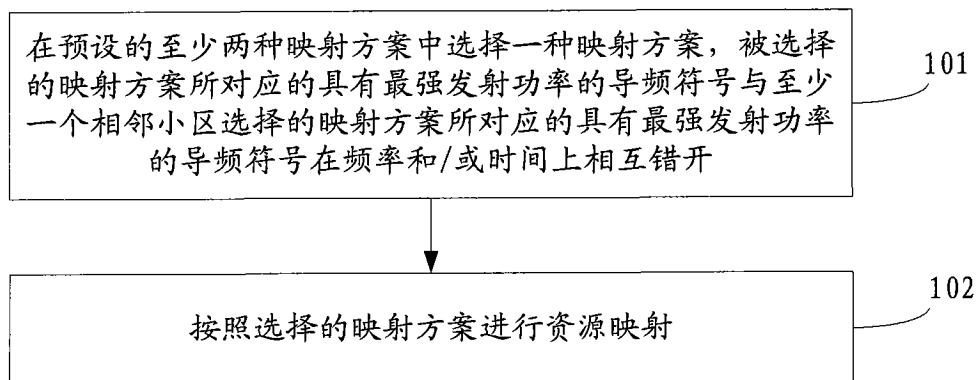 在预设的至少两种映射方案中选择一种映射方案，被选择
的映射方案所对应的具有最强发射功率的导频符号与至少
一个相邻小区选择的映射方案所对应的具有最强发射功率
的导频符号在频率和/或时间上相互错开
101
按照选择的映射方案进行资源映射
102